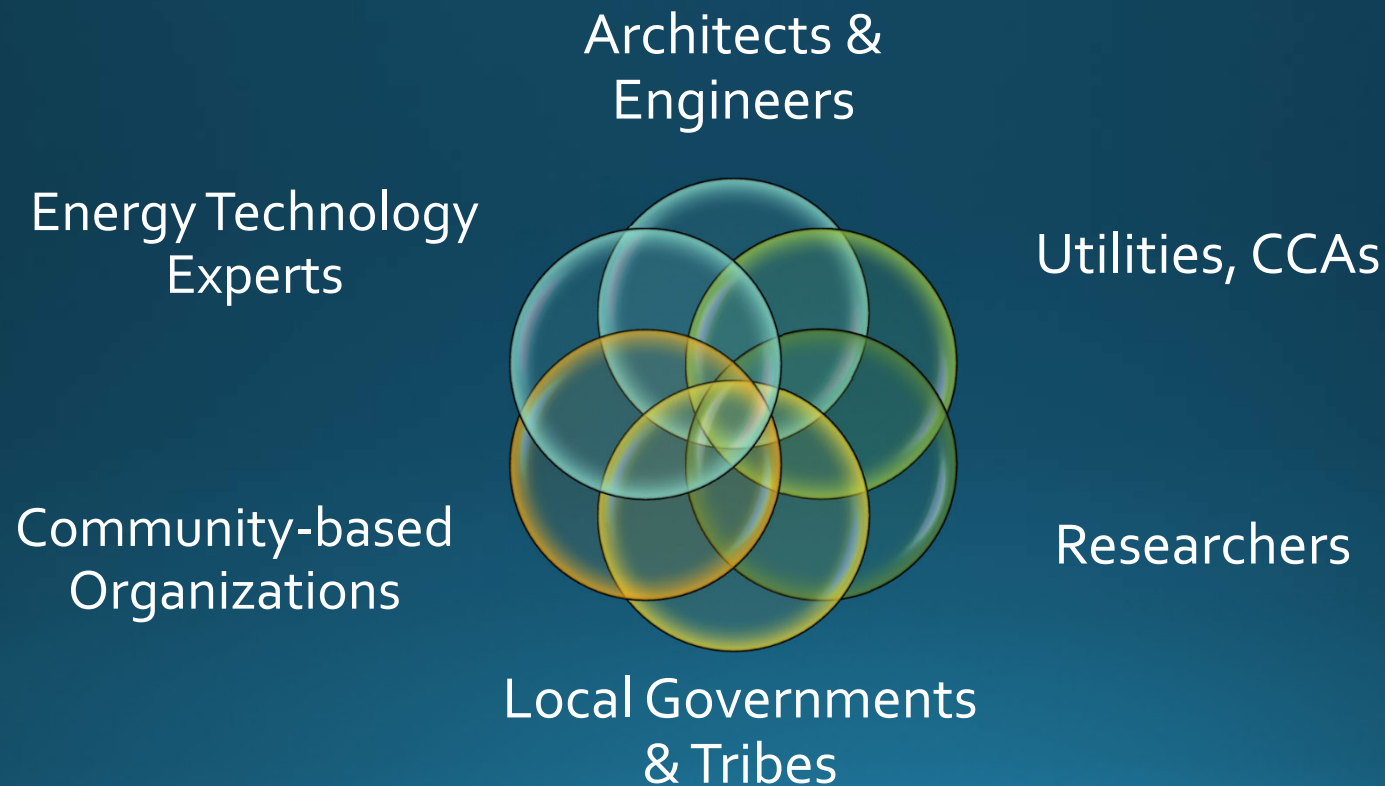 Architects &
Engineers
Energy Technology
Experts
Utilities, CCAs
Community-based
Organizations
Researchers
Local Governments
& Tribes